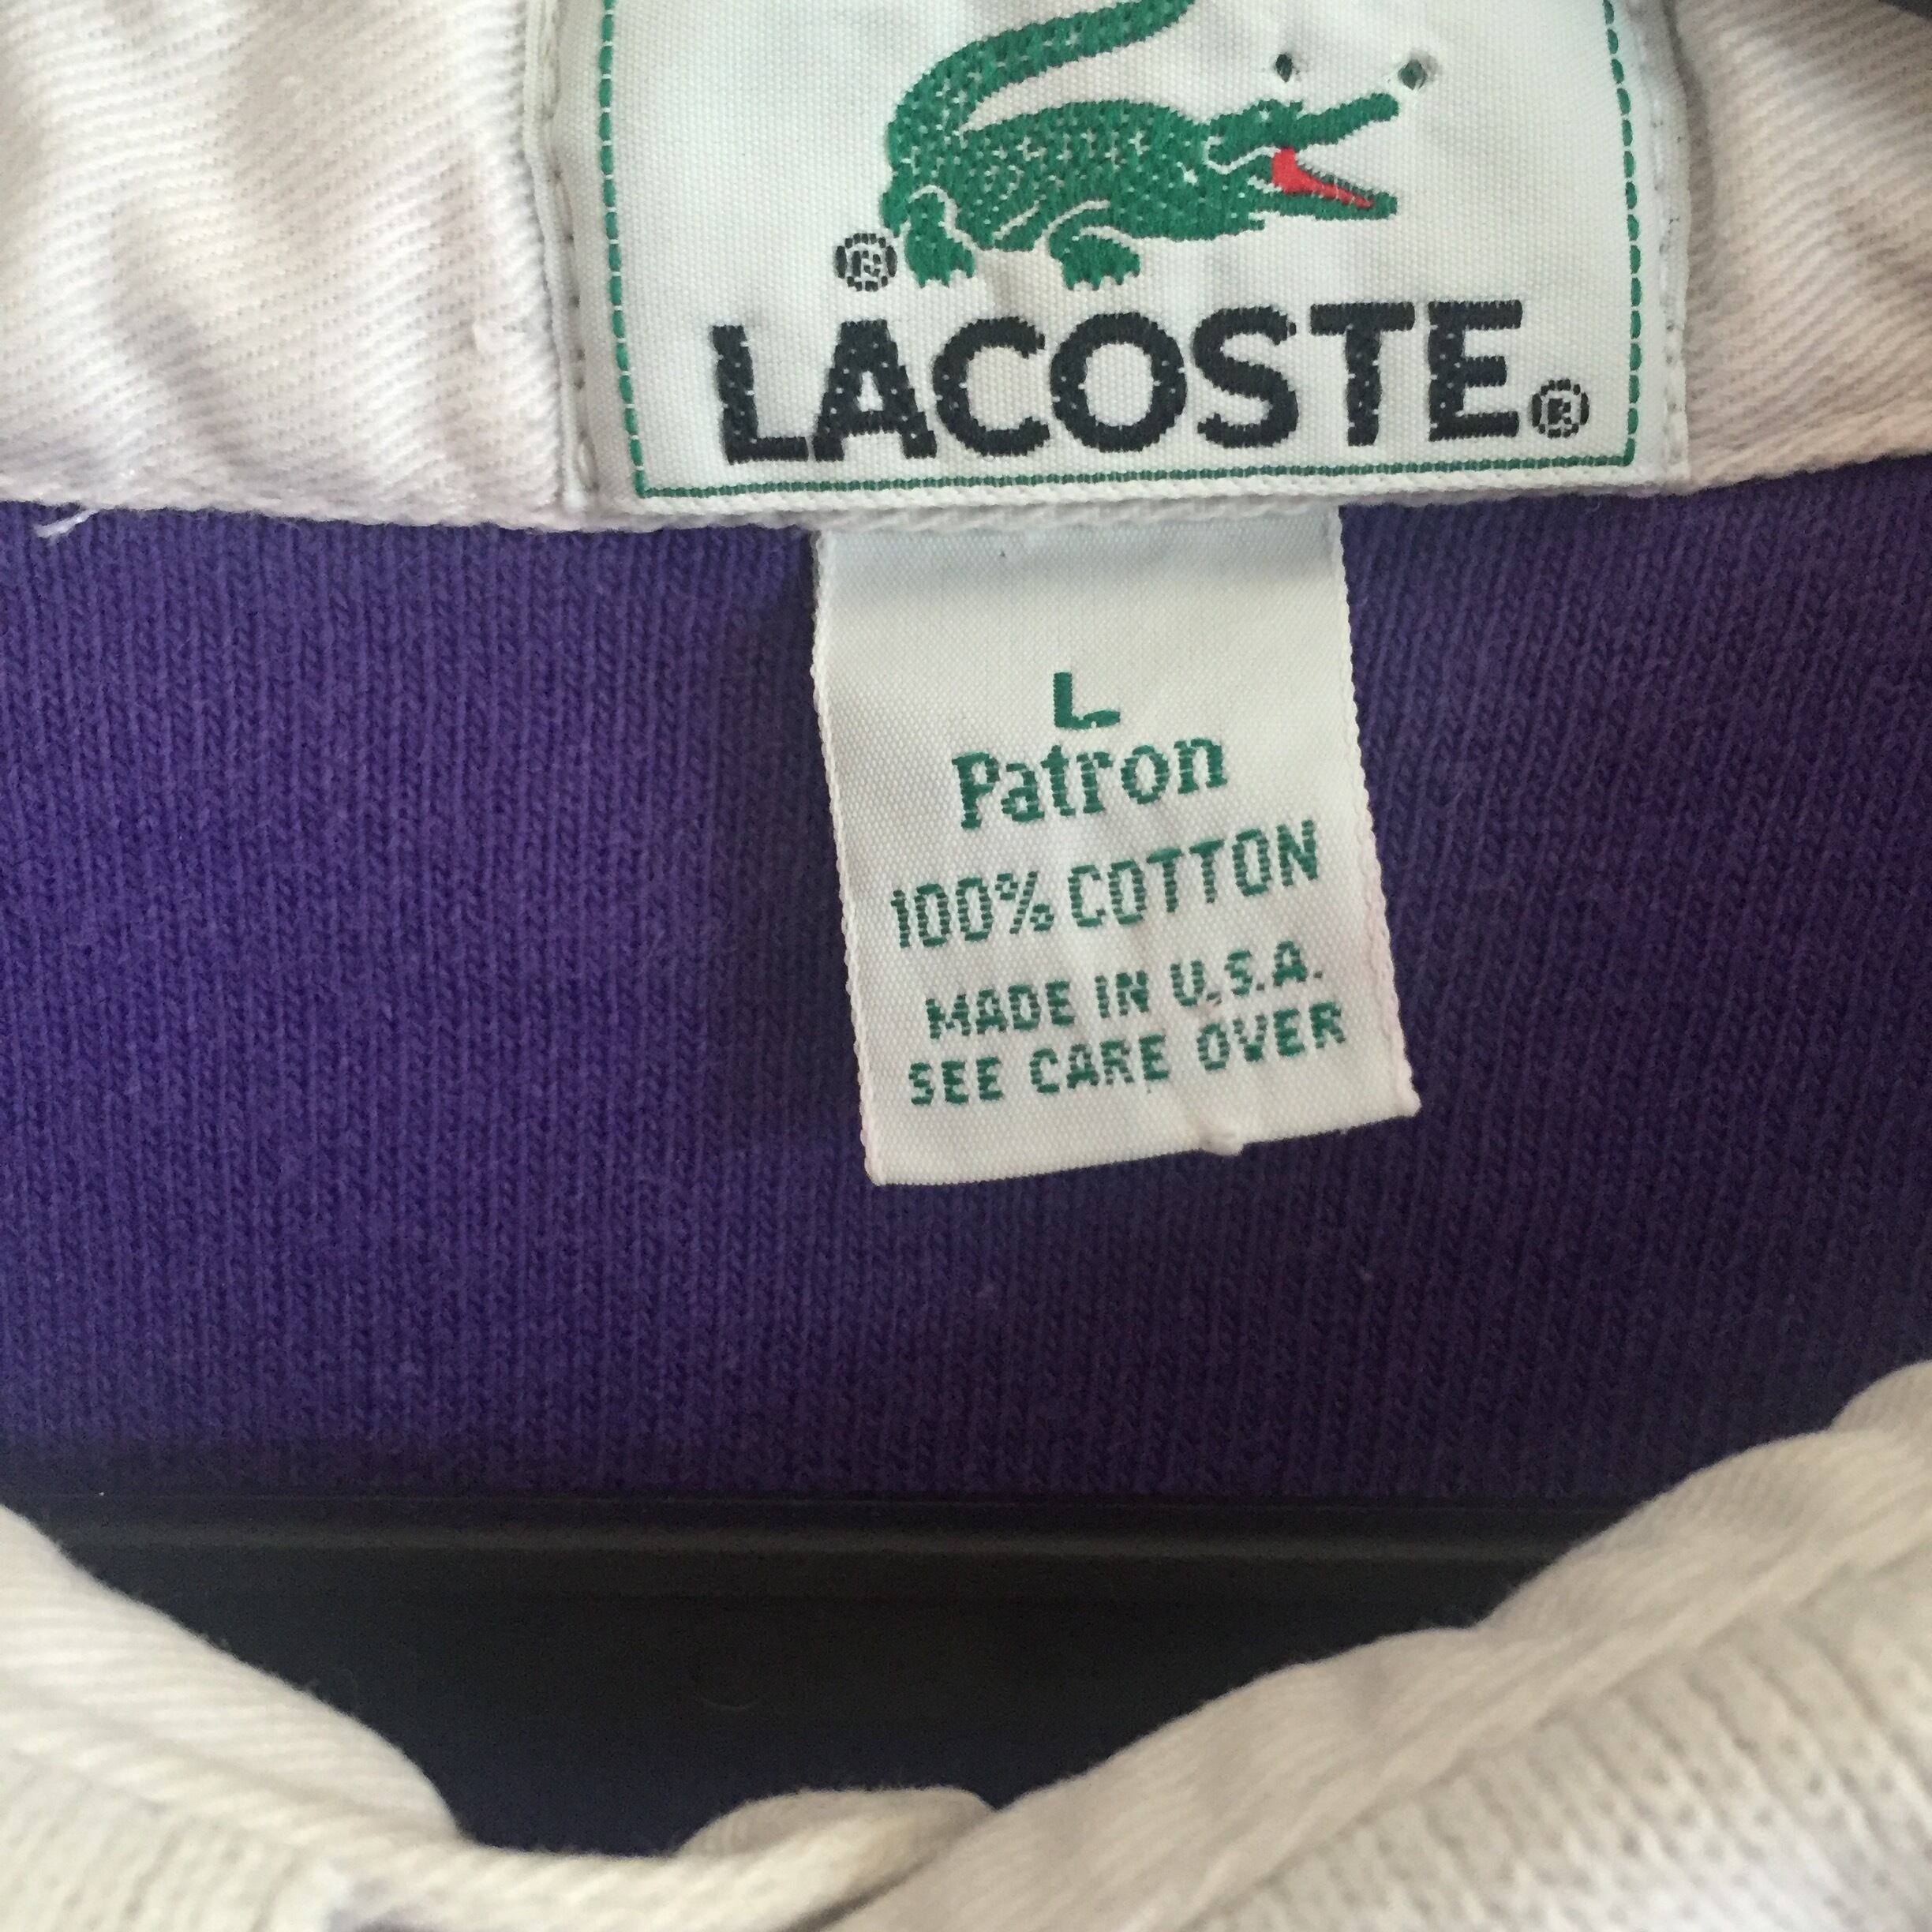 ®
LACOSTE®
L
Patron
100% COTTON
MADE IN U.S.A.
SEE CARE OVER